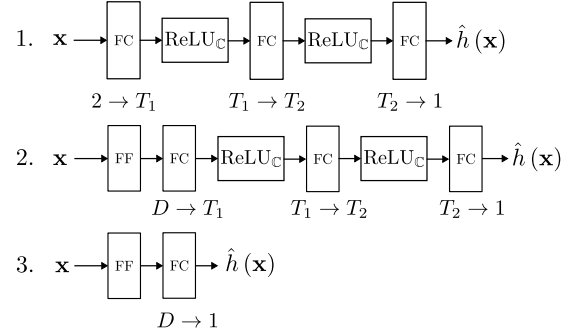 1. x FC ReLUℂ FC ReLUℂ FC ĥ (x)
2 → T₁ T₁ → T₂ T₂ → 1
2. x FF FC ReLUℂ FC ReLUℂ FC ĥ (x)
D → T₁ T₁ → T₂ T₂ → 1
3. x FF FC ĥ (x)
D → 1